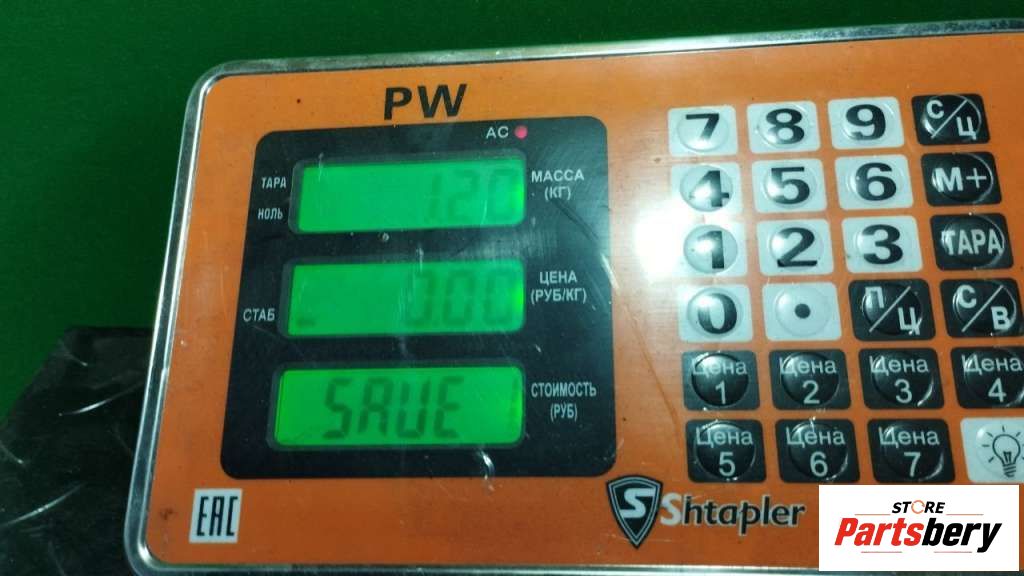 PW
AC
ТАРА
НОЛЬ
1.20
МАССА
(КГ)
СТАБ
0.00
ЦЕНА
(РУБ/КГ)
SAUE
СТОИМОСТЬ
(РУБ)
7 8 9 С/Ц
4 5 6 М+
1 2 3 ТАРА
0 • П/Ц С/В
Цена 1 Цена 2 Цена 3 Цена 4
Цена 5 Цена 6 Цена 7
EAC
S Shtapler
STORE
Partsbery